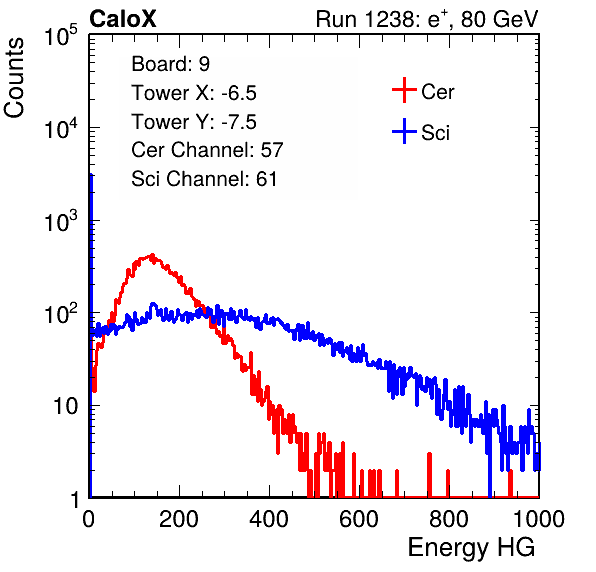 CaloX Run 1238: e⁺, 80 GeV
Counts
10⁵
10⁴
10³
10²
10
1
Board: 9
Tower X: -6.5
Tower Y: -7.5
Cer Channel: 57
Sci Channel: 61
Cer
Sci
0 200 400 600 800 1000
Energy HG